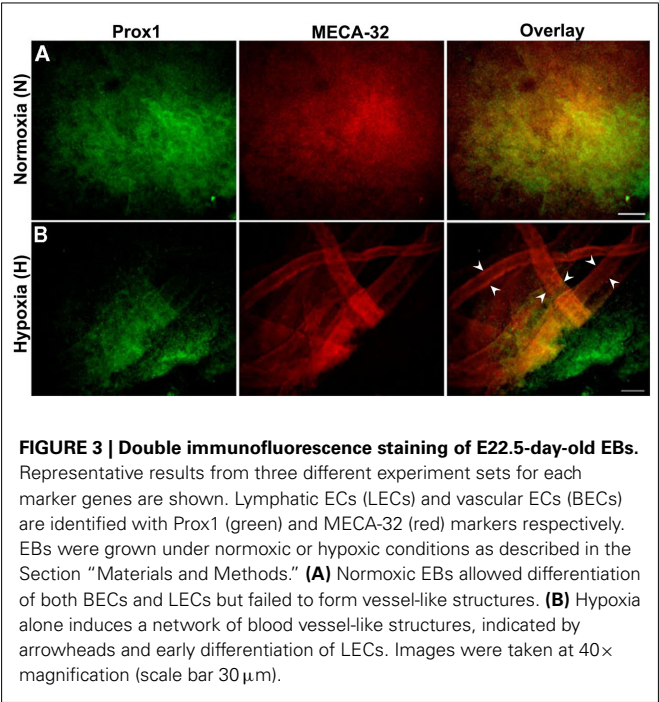 Prox1 MECA-32 Overlay
A
Normoxia (N)
B
Hypoxia (H)
FIGURE 3 | Double immunofluorescence staining of E22.5-day-old EBs.
Representative results from three different experiment sets for each
marker genes are shown. Lymphatic ECs (LECs) and vascular ECs (BECs)
are identified with Prox1 (green) and MECA-32 (red) markers respectively.
EBs were grown under normoxic or hypoxic conditions as described in the
Section “Materials and Methods.” (A) Normoxic EBs allowed differentiation
of both BECs and LECs but failed to form vessel-like structures. (B) Hypoxia
alone induces a network of blood vessel-like structures, indicated by
arrowheads and early differentiation of LECs. Images were taken at 40×
magnification (scale bar 30 μm).